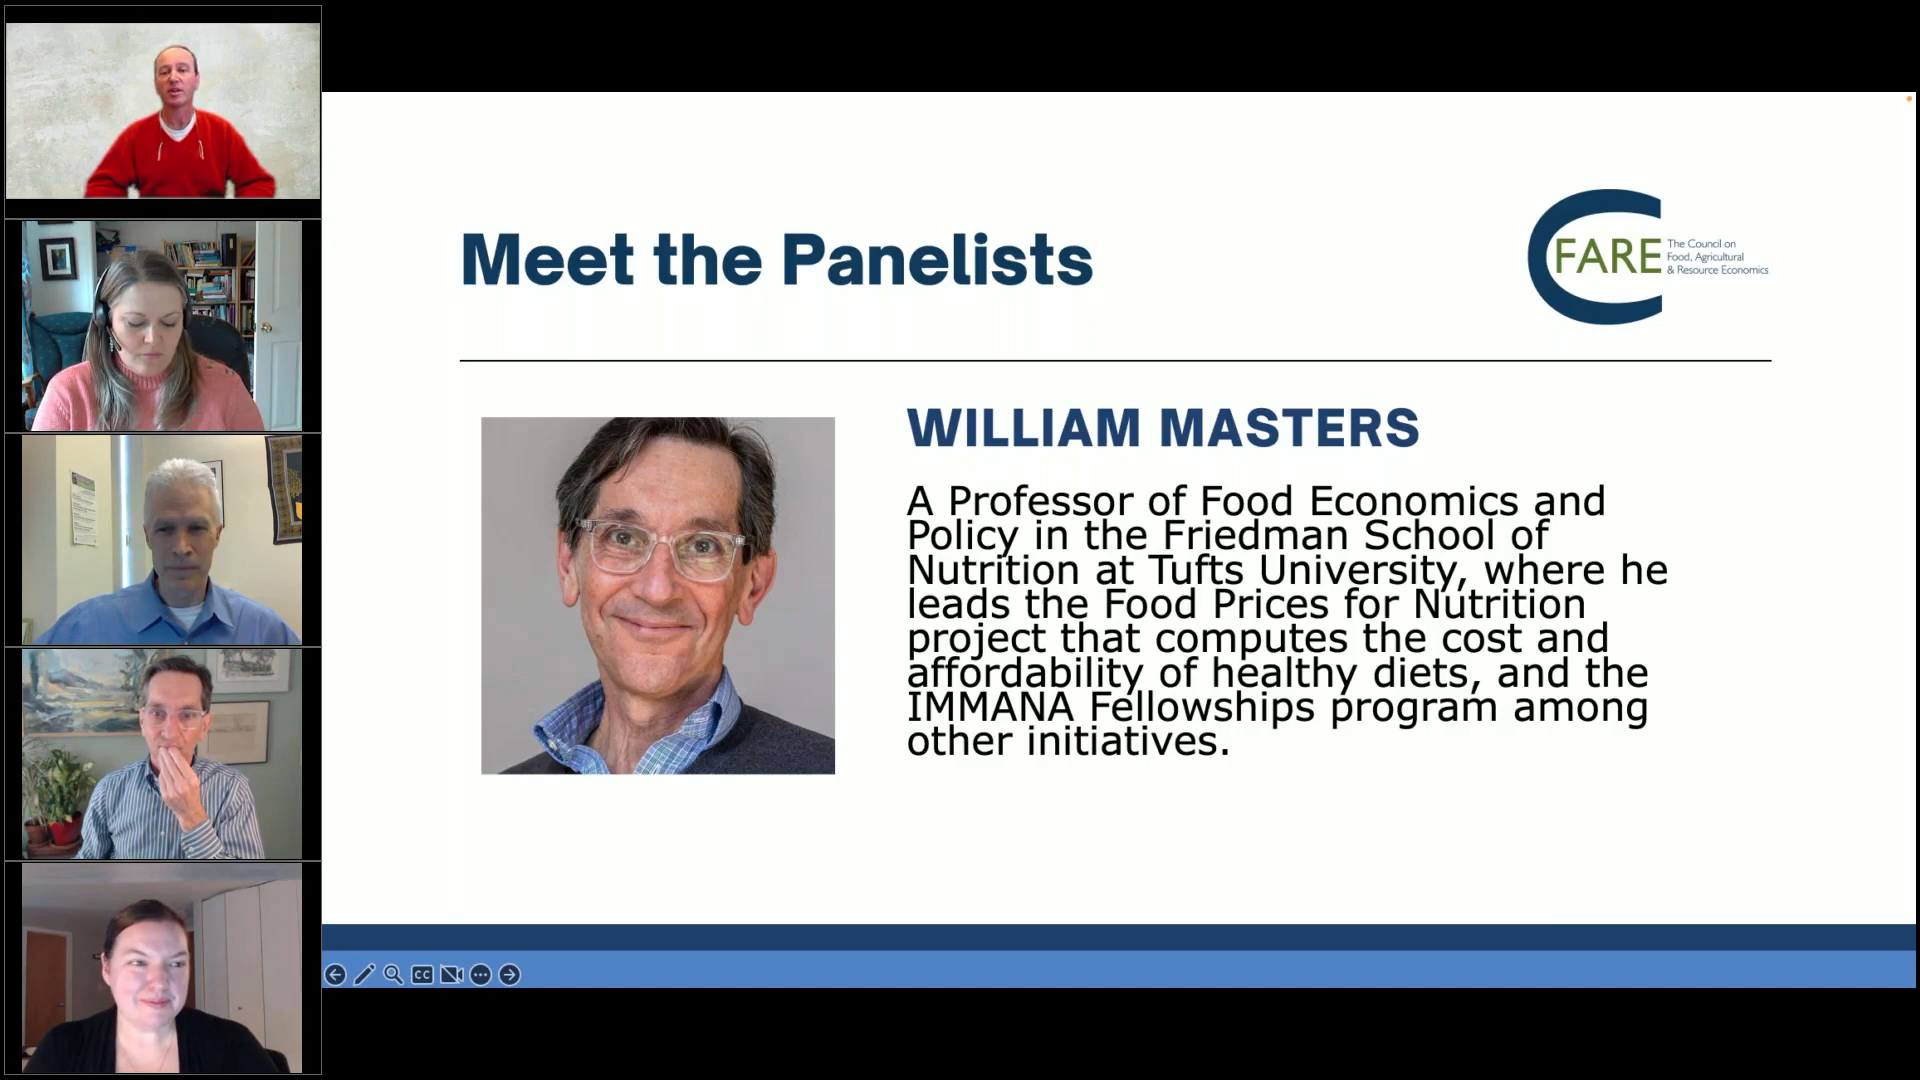 Meet the Panelists
FARE
The Council on
Food, Agricultural
& Resource Economics
WILLIAM MASTERS
A Professor of Food Economics and
Policy in the Friedman School of
Nutrition at Tufts University, where he
leads the Food Prices for Nutrition
project that computes the cost and
affordability of healthy diets, and the
IMMANA Fellowships program among
other initiatives.
CC